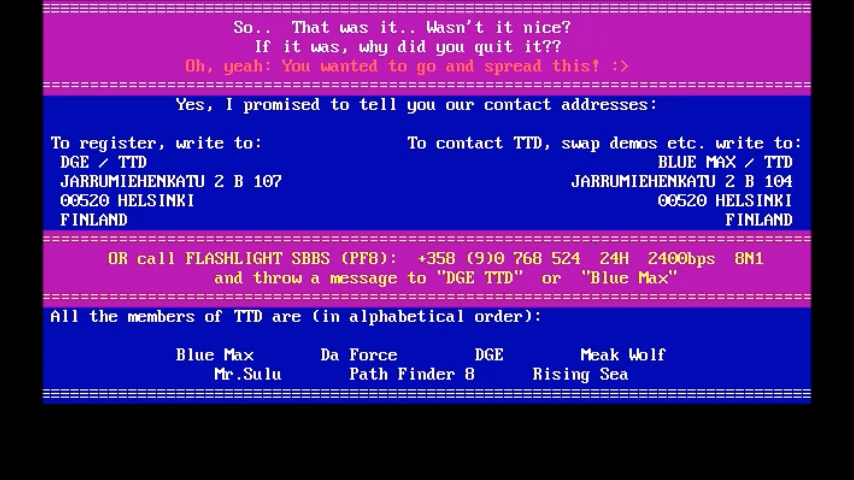 So..  That was it.. Wasn't it nice?
If it was, why did you quit it??
Oh, yeah: You wanted to go and spread this! :>
Yes, I promised to tell you our contact addresses:
To register, write to:    To contact TTD, swap demos etc. write to:
DGE / TTD    BLUE MAX / TTD
JARRUMIEHENKATU 2 B 107    JARRUMIEHENKATU 2 B 104
00520 HELSINKI    00520 HELSINKI
FINLAND    FINLAND
OR call FLASHLIGHT SBBS (PF8):  +358 (9)0 768 524  24H  2400bps  8N1
and throw a message to "DGE TTD"  or  "Blue Max"
All the members of TTD are (in alphabetical order):
Blue Max    Da Force    DGE    Meak Wolf
Mr.Sulu    Path Finder 8    Rising Sea